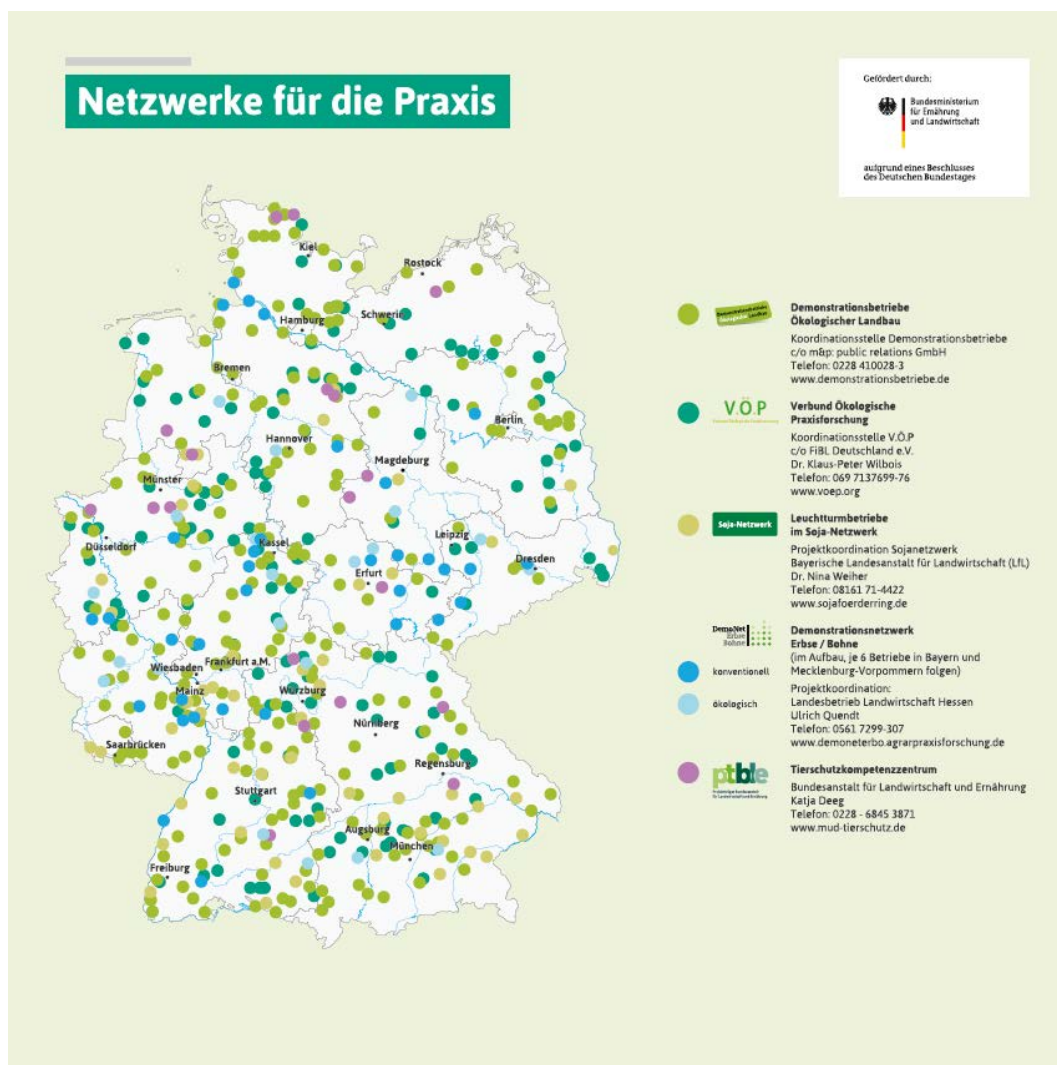 Netzwerke für die Praxis
Gefördert durch:
Bundesministerium
für Ernährung
und Landwirtschaft
aufgrund eines Beschlusses
des Deutschen Bundestages
Kiel
Rostock
Hamburg
Schwerin
Bremen
Berlin
Hannover
Magdeburg
Münster
Düsseldorf
Kassel
Leipzig
Dresden
Erfurt
Wiesbaden
Frankfurt a.M.
Mainz
Würzburg
Nürnberg
Saarbrücken
Regensburg
Stuttgart
Augsburg
München
Freiburg
Demonstrationsbetriebe
Ökologischer Landbau
Demonstrationsbetriebe
Ökologischer Landbau
Koordinationsstelle Demonstrationsbetriebe
c/o m&p: public relations GmbH
Telefon: 0228 410028-3
www.demonstrationsbetriebe.de
V.Ö.P
Verbund Ökologische
Praxisforschung
Koordinationsstelle V.Ö.P
c/o FiBL Deutschland e.V.
Dr. Klaus-Peter Wilbois
Telefon: 069 7137699-76
www.voep.org
Soja-Netzwerk
Leuchtturmbetriebe
im Soja-Netzwerk
Projektkoordination Sojanetzwerk
Bayerische Landesanstalt für Landwirtschaft (LfL)
Dr. Nina Weiher
Telefon: 08161 71-4422
www.sojafoerderring.de
DemoNet
Erbse
Bohne
Demonstrationsnetzwerk
Erbse / Bohne
(im Aufbau, je 6 Betriebe in Bayern und
Mecklenburg-Vorpommern folgen)
konventionell
ökologisch
Projektkoordination:
Landesbetrieb Landwirtschaft Hessen
Ulrich Quendt
Telefon: 0561 7299-307
www.demoneterbo.agrarpraxisforschung.de
ptble
Tierschutzkompetenzzentrum
Bundesanstalt für Landwirtschaft und Ernährung
Katja Deeg
Telefon: 0228 - 6845 3871
www.mud-tierschutz.de